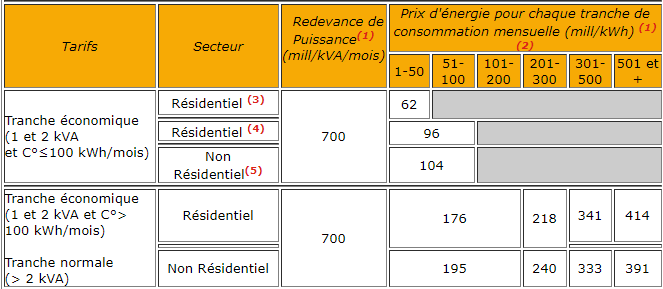 Tarifs
Secteur
Redevance de
Puissance(1)
(mill/kVA/mois)
Prix d'énergie pour chaque tranche de
consommation mensuelle (mill/kWh) (1)
(2)
1-50
51-
100
101-
200
201-
300
301-
500
501 et
+
Tranche économique
(1 et 2 kVA
et C°≤100 kWh/mois)
Résidentiel (3)
700
62
Résidentiel (4)
96
Non
Résidentiel(5)
104
Tranche économique
(1 et 2 kVA et C°>
100 kWh/mois)
Résidentiel
700
176
218
341
414
Tranche normale
(> 2 kVA)
Non Résidentiel
195
240
333
391